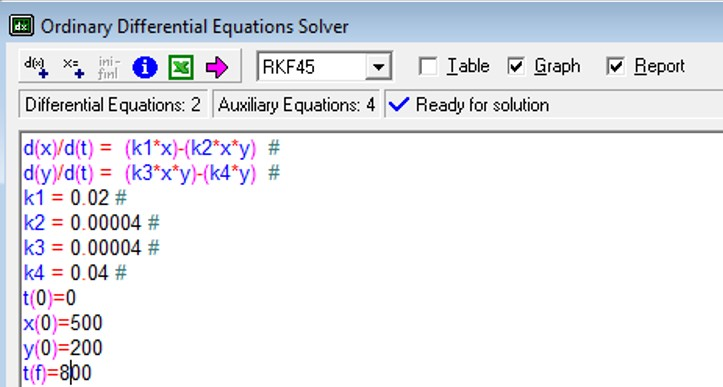 Ordinary Differential Equations Solver
d(x) x= ini- finl RKF45 Table Graph Report
Differential Equations: 2 Auxiliary Equations: 4 Ready for solution
d(x)/d(t) = (k1*x)-(k2*x*y) #
d(y)/d(t) = (k3*x*y)-(k4*y) #
k1 = 0.02 #
k2 = 0.00004 #
k3 = 0.00004 #
k4 = 0.04 #
t(0)=0
x(0)=500
y(0)=200
t(f)=800